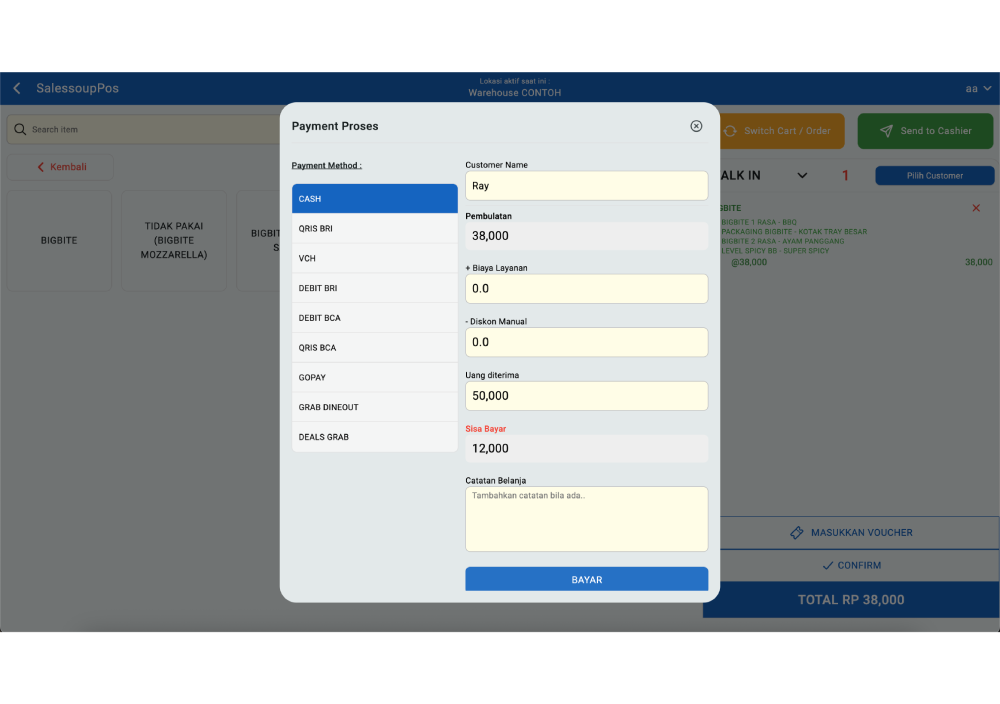 SalessoupPos
Lokasi aktif saat ini :
Warehouse CONTOH
aa
Search item
Switch Cart / Order
Send to Cashier
Kembali
ALK IN
1
Pilih Customer
BIGBITE
TIDAK PAKAI
(BIGBITE
MOZZARELLA)
BIGBIT
S
Payment Proses
Payment Method :
CASH
QRIS BRI
VCH
DEBIT BRI
DEBIT BCA
QRIS BCA
GOPAY
GRAB DINEOUT
DEALS GRAB
Customer Name
Ray
Pembulatan
38,000
+ Biaya Layanan
0.0
- Diskon Manual
0.0
Uang diterima
50,000
Sisa Bayar
12,000
Catatan Belanja
Tambahkan catatan bila ada..
BAYAR
GBITE
BIGBITE 1 RASA - BBQ
PACKAGING BIGBITE - KOTAK TRAY BESAR
BIGBITE 2 RASA - AYAM PANGGANG
LEVEL SPICY BB - SUPER SPICY
@38,000 38,000
MASUKKAN VOUCHER
CONFIRM
TOTAL RP 38,000